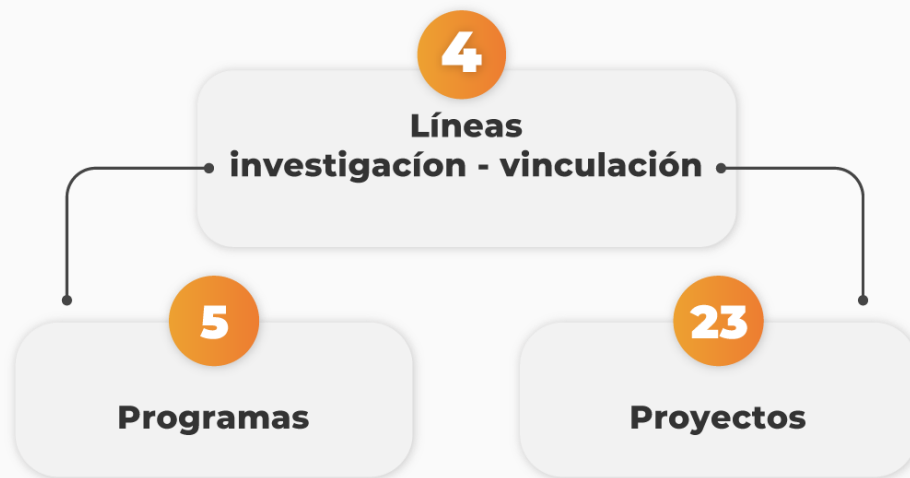 4
Líneas
investigacíon - vinculación
5
Programas
23
Proyectos